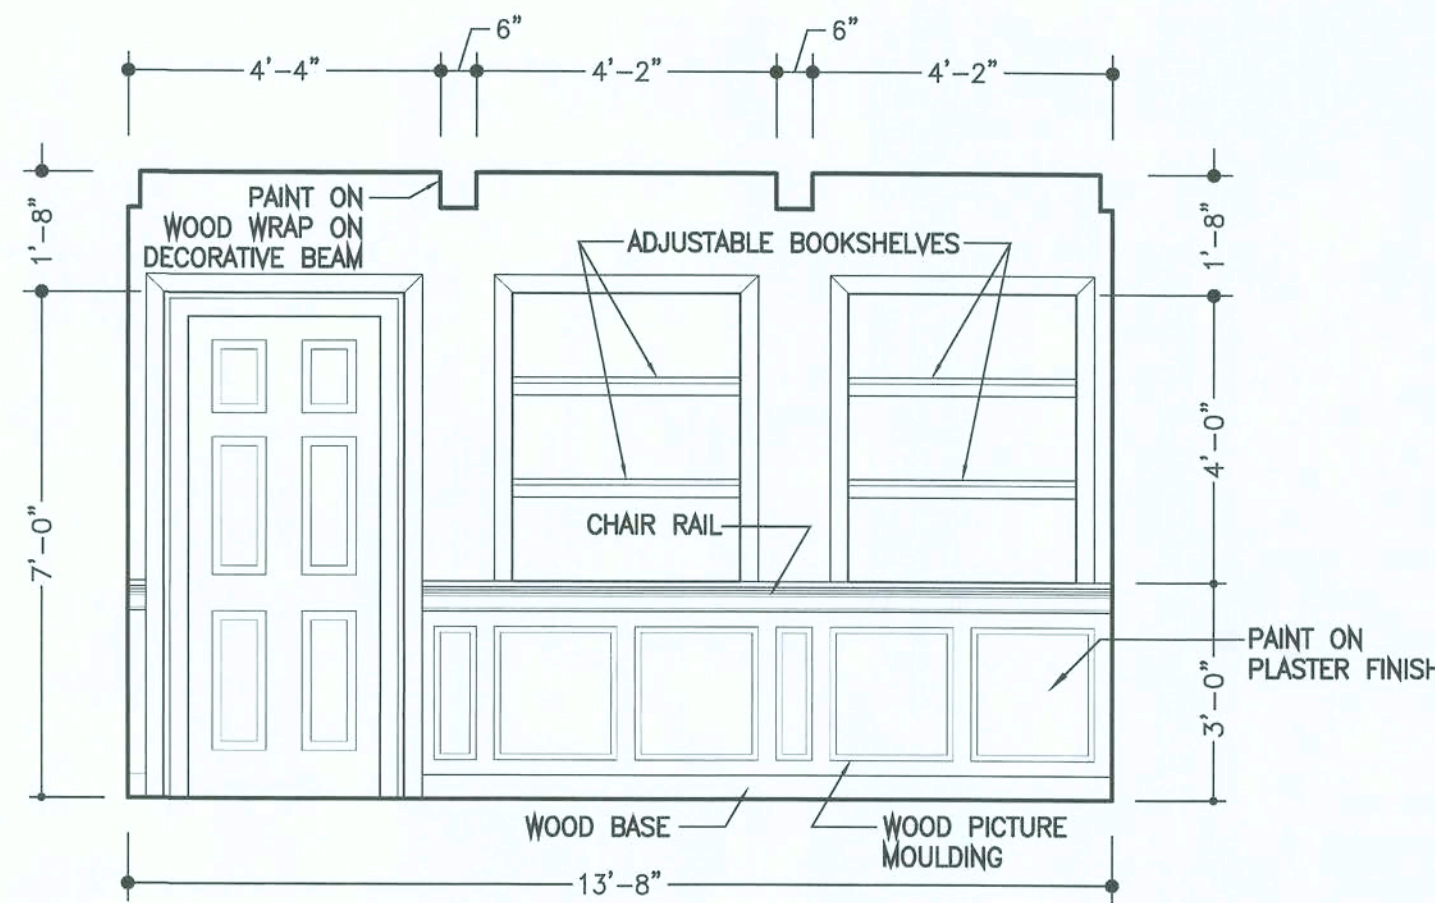 6"
6"
4'-4"
4'-2"
4'-2"
PAINT ON
WOOD WRAP ON
DECORATIVE BEAM
1'-8"
1'-8"
ADJUSTABLE BOOKSHELVES
4'-0"
7'-0"
CHAIR RAIL
PAINT ON
PLASTER FINISH
3'-0"
WOOD BASE
WOOD PICTURE
MOULDING
13'-8"